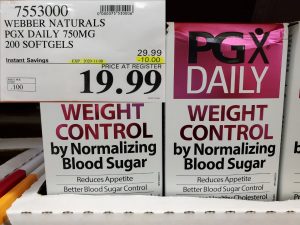 7553000
WEBBER NATURALS
PGX DAILY 750MG
200 SOFTGELS
29.99
Instant Savings
-10.00
PRICE AT REGISTER
19.99
.100
WEIGHT
CONTROL
by Normalizing
Blood Sugar
Reduces Appetite
Better Blood Sugar Control
PGX
DAILY
WEIGHT
CONTROL
by Normalizing
Blood Sugar
Reduces Appetite
Better Blood Sugar Control
Cholesterol